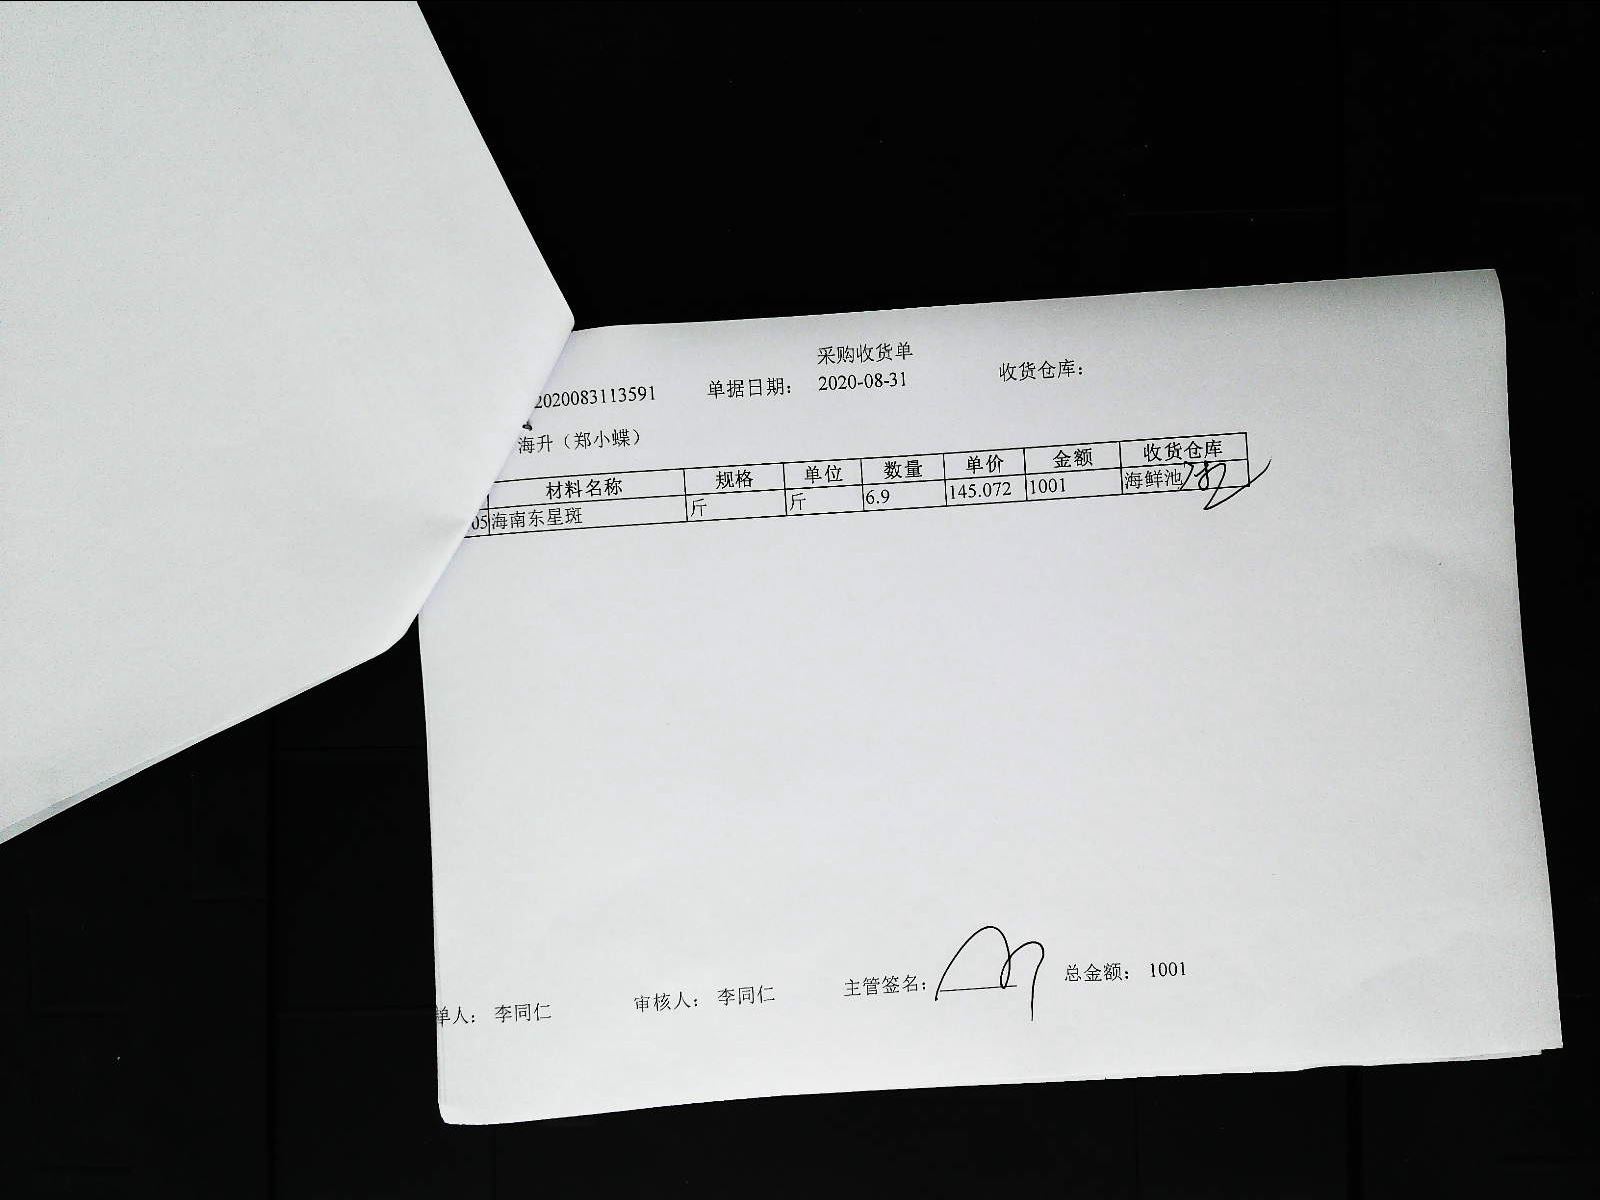 采购收货单
2020083113591 单据日期： 2020-08-31 收货仓库：
海升（郑小蝶）
材料名称 规格 单位 数量 单价 金额 收货仓库
05 海南东星斑 斤 斤 6.9 145.072 1001 海鲜池
单人： 李同仁 审核人： 李同仁 主管签名： 总金额： 1001